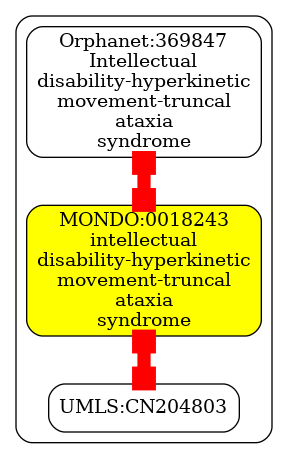 Orphanet:369847
Intellectual
disability-hyperkinetic
movement-truncal
ataxia
syndrome
MONDO:0018243
intellectual
disability-hyperkinetic
movement-truncal
ataxia
syndrome
UMLS:CN204803